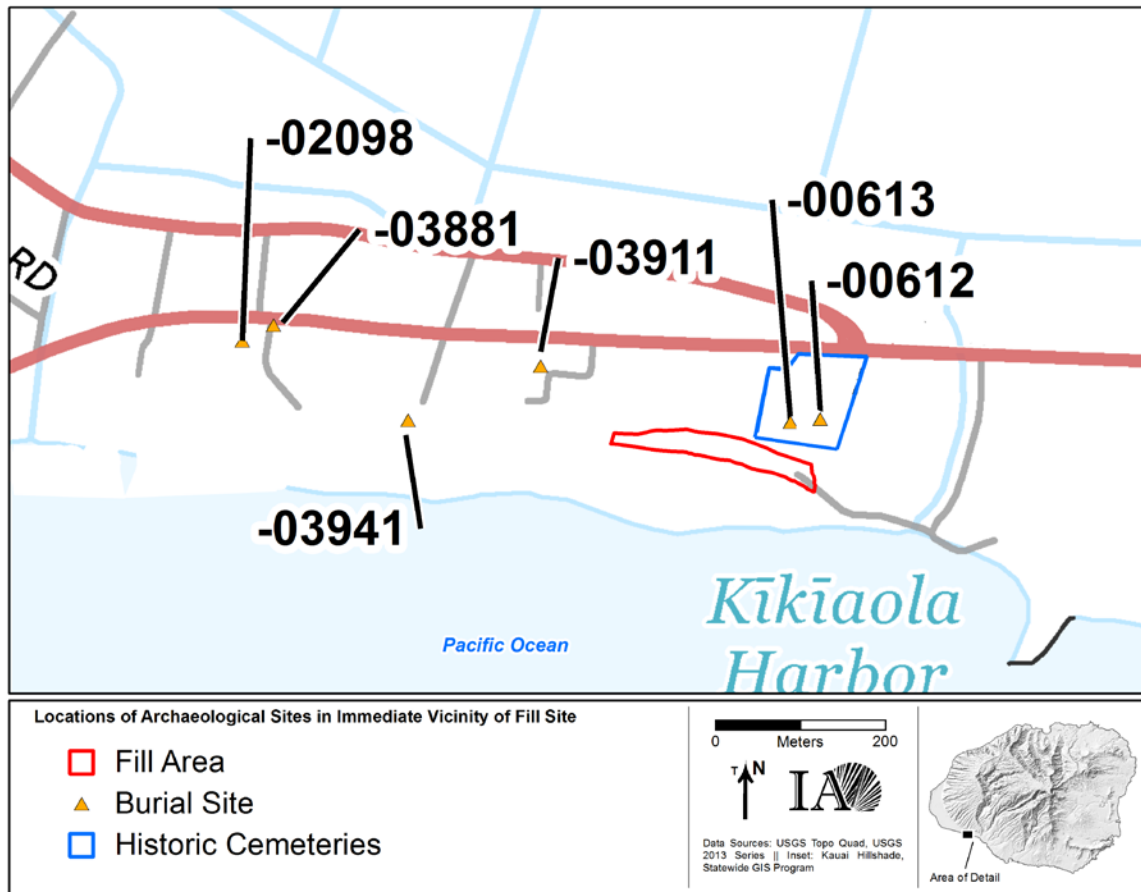 -02098
-03881
-03911
-00613
-00612
RD
-03941
Kīkīaola
Harbor
Pacific Ocean
Locations of Archaeological Sites in Immediate Vicinity of Fill Site
Fill Area
Burial Site
Historic Cemeteries
0 Meters 200
T N
IA
Data Sources: USGS Topo Quad, USGS
2013 Series || Inset: Kauai Hillshade,
Statewide GIS Program
Area of Detail